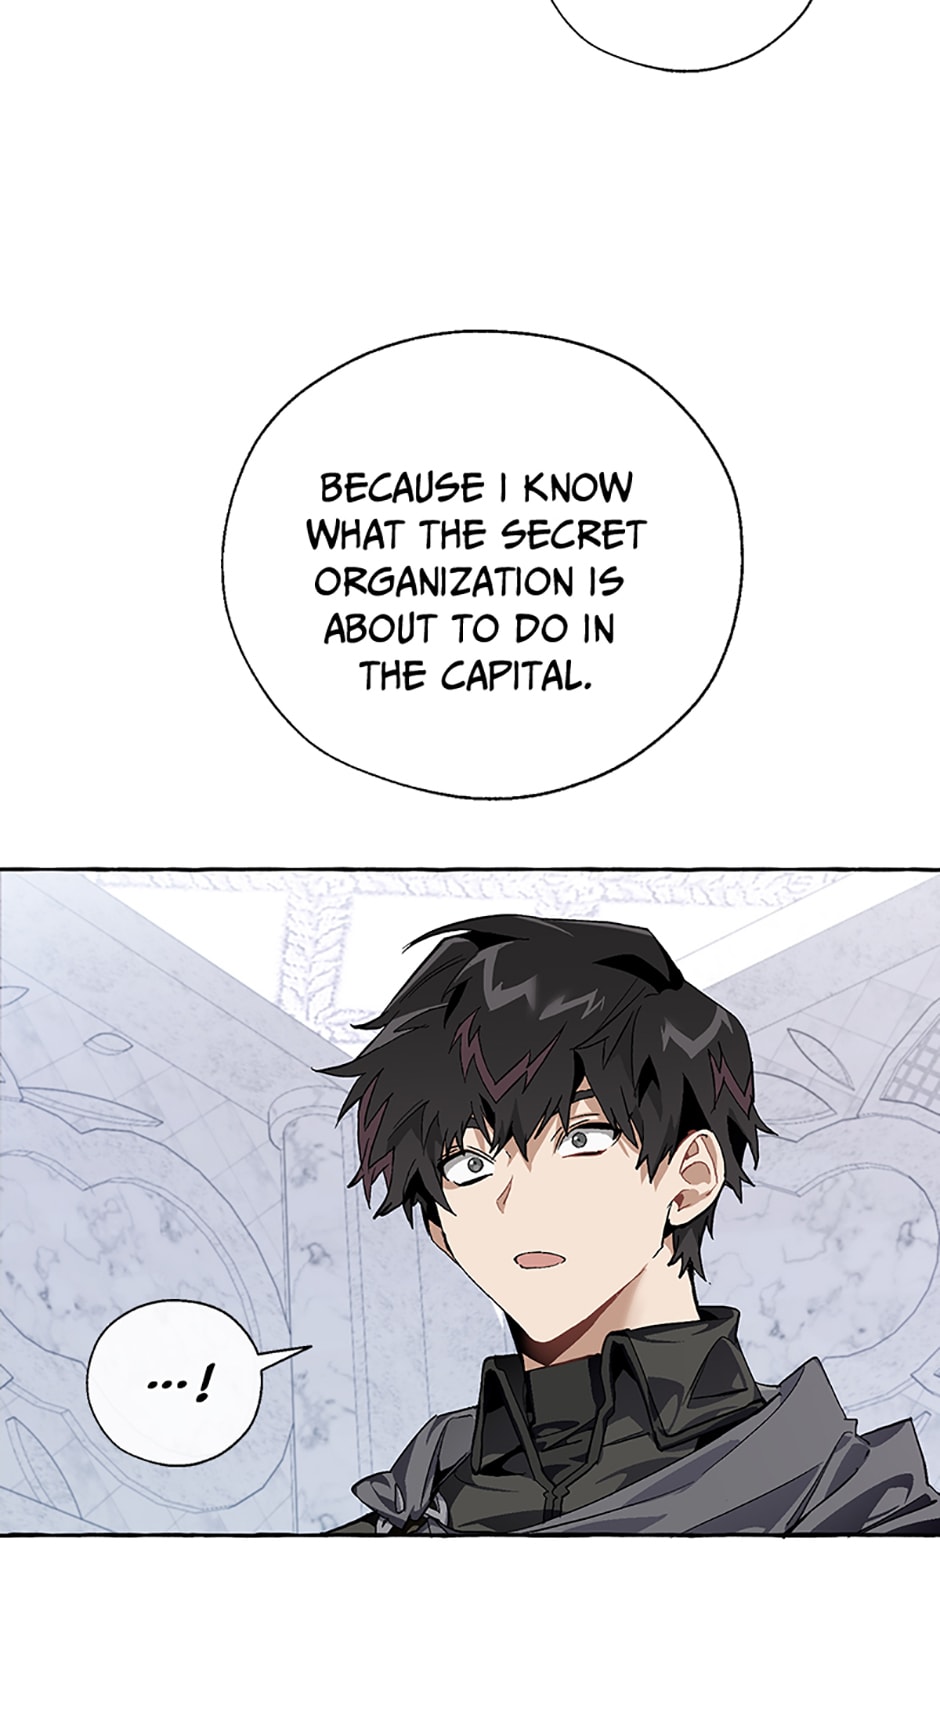 BECAUSE I KNOW
WHAT THE SECRET
ORGANIZATION IS
ABOUT TO DO IN
THE CAPITAL.
...!